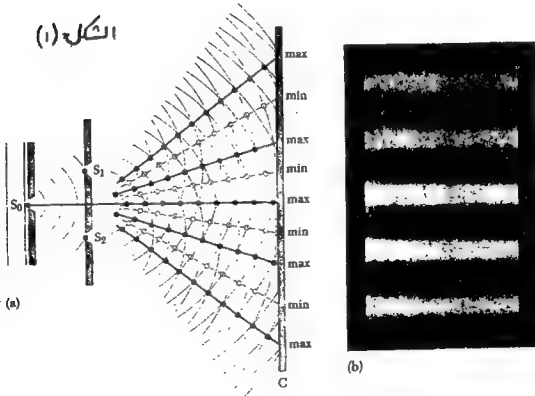 الشكل (١)
max
min
max
S₁
min
S₀
max
min
S₂
max
(a)
min
max
C
(b)